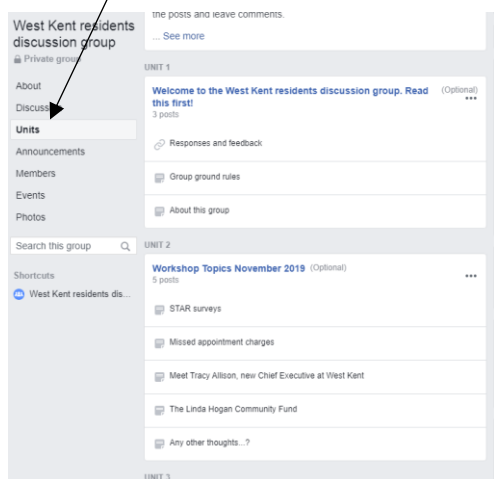 West Kent residents
discussion group
Private group
About
Discuss
Units
Announcements
Members
Events
Photos
Search this group
Shortcuts
West Kent residents dis...
the posts and leave comments.
... See more
UNIT 1
Welcome to the West Kent residents discussion group. Read (Optional)
this first!
3 posts
Responses and feedback
Group ground rules
About this group
UNIT 2
Workshop Topics November 2019 (Optional)
5 posts
STAR surveys
Missed appointment charges
Meet Tracy Allison, new Chief Executive at West Kent
The Linda Hogan Community Fund
Any other thoughts...?
UNIT 3